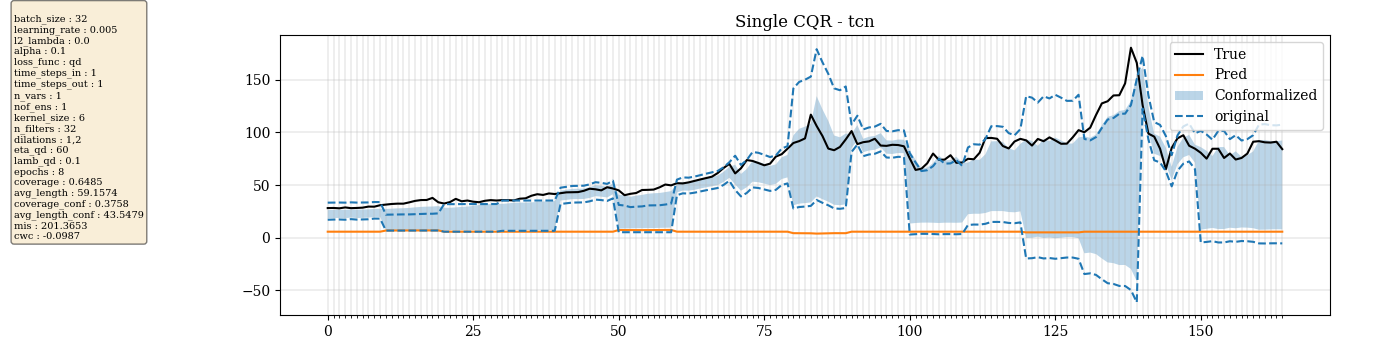 batch_size : 32
learning_rate : 0.005
l2_lambda : 0.0
alpha : 0.1
loss_func : qd
time_steps_in : 1
time_steps_out : 1
n_vars : 1
nof_ens : 1
kernel_size : 6
n_filters : 32
dilations : 1,2
eta_qd : 60
lamb_qd : 0.1
epochs : 8
coverage : 0.6485
avg_length : 59.1574
coverage_conf : 0.3758
avg_length_conf : 43.5479
mis : 201.3653
cwc : -0.0987
Single CQR - tcn
150
100
50
0
−50
0 25 50 75 100 125 150
True
Pred
Conformalized
original